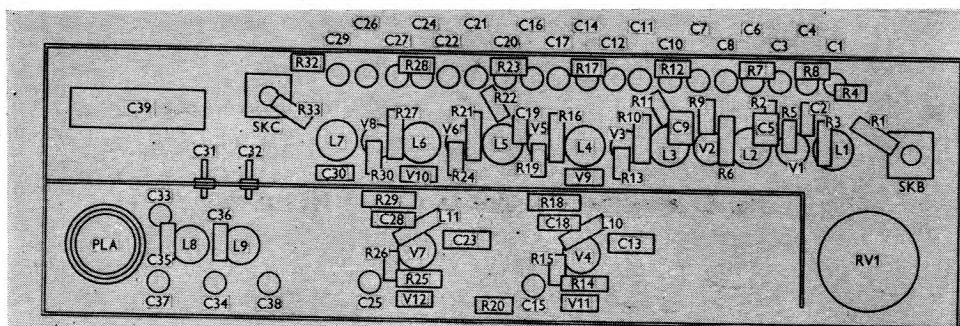 C26 C24 C21 C16 C14 C11 C7 C6 C4
C29 C27 C22 C20 C17 C12 C10 C8 C3 C1
R32 R28 R23 R17 R12 R7 R8
R4
C39 R33 R22 R11 R9 R2 C2
SKC R27 R21 C19 R16 R10 C9 C5 R5 R3 R1
V8 V6 V5 V3
L7 L6 L5 L4 L3 V2 L2 V1 L1
C31 C32 C30 R30 V10 R24 R19 V9 R13 R6 SKB
R29 R18
C33 C36 C28 L11 C18 L10
PLA L8 L9 C23 C13
C35 R26 V7 R15 V4 RV1
R25 R14
C37 C34 C38 C25 V12 R20 C15 V11